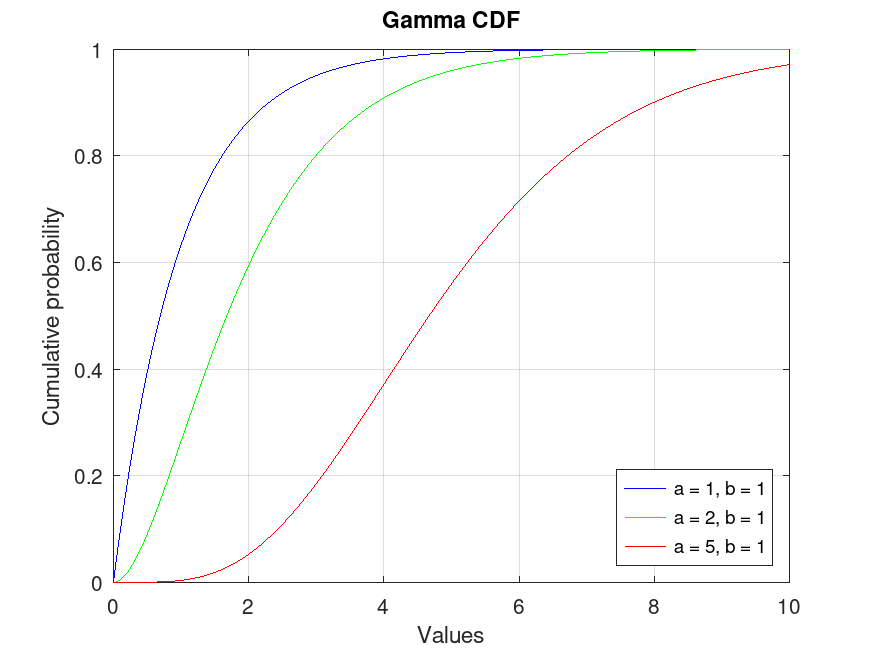 Gamma CDF
1
0.8
0.6
0.4
0.2
0
Cumulative probability
a = 1, b = 1
a = 2, b = 1
a = 5, b = 1
0 2 4 6 8 10
Values